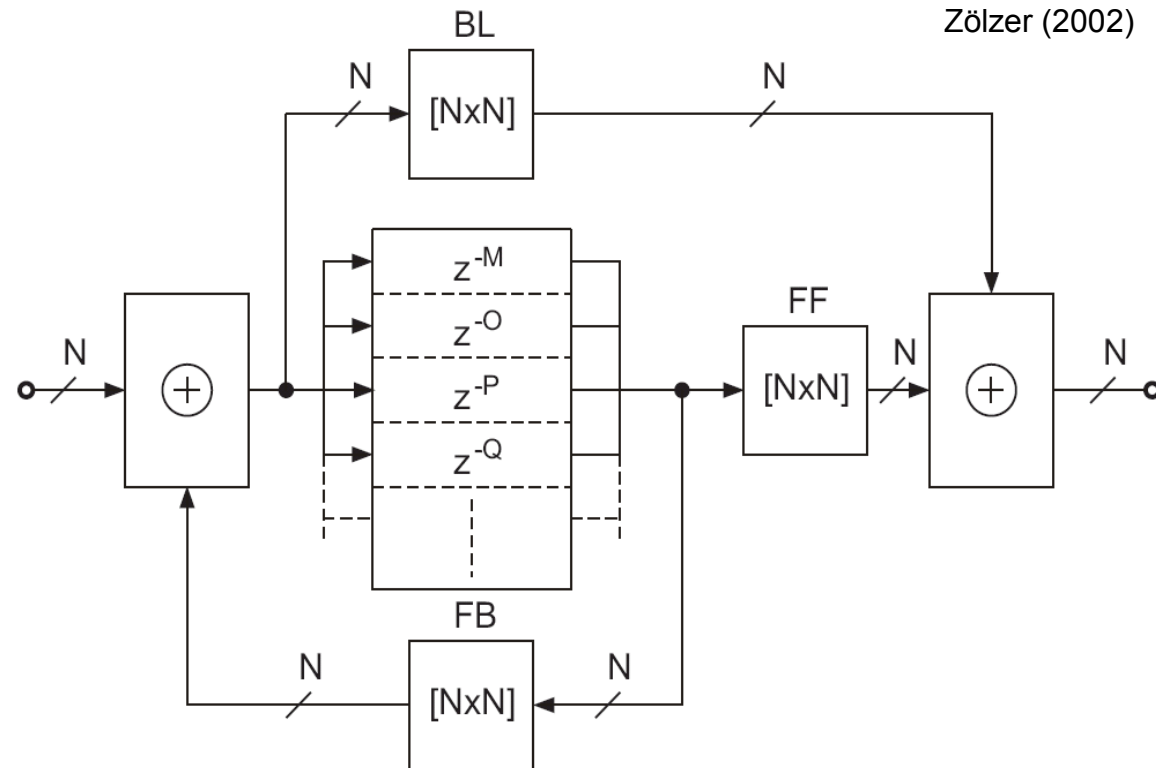 Zölzer (2002)
BL
N
[NxN]
N
z-M
z-O
z-P
z-Q
FF
N
[NxN]
N
N
FB
N
[NxN]
N